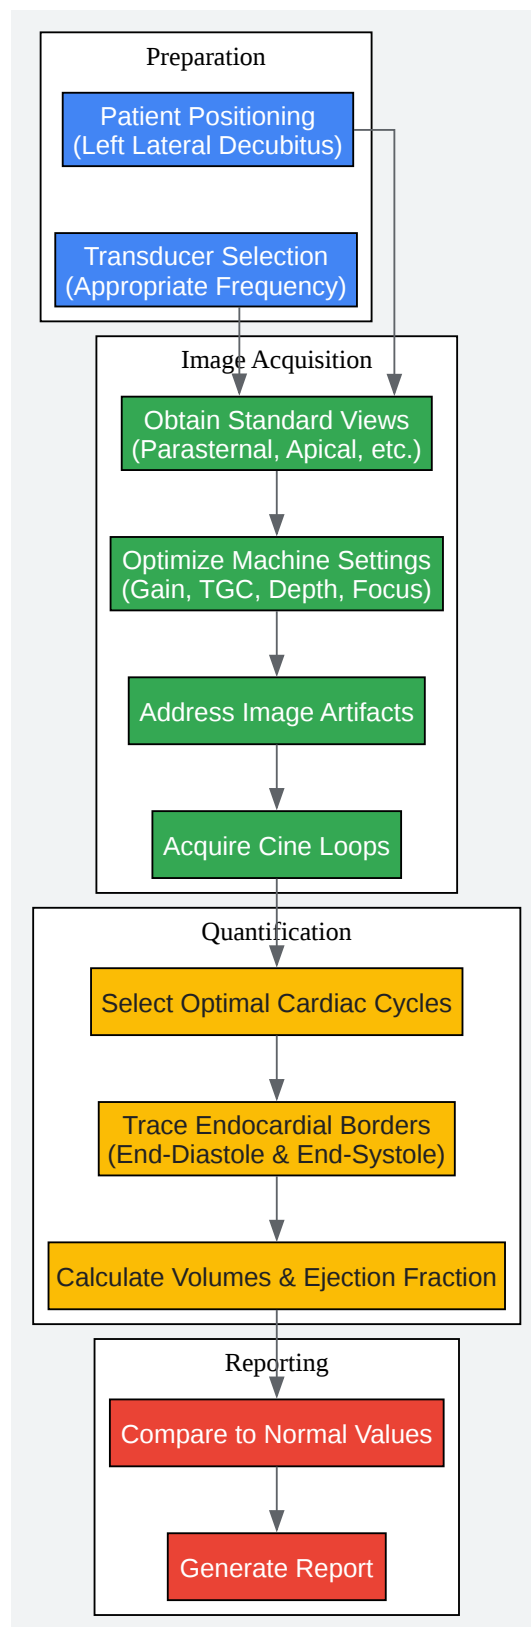 Preparation
Patient Positioning
(Left Lateral Decubitus)
Transducer Selection
(Appropriate Frequency)
Image Acquisition
Obtain Standard Views
(Parasternal, Apical, etc.)
Optimize Machine Settings
(Gain, TGC, Depth, Focus)
Address Image Artifacts
Acquire Cine Loops
Quantification
Select Optimal Cardiac Cycles
Trace Endocardial Borders
(End-Diastole & End-Systole)
Calculate Volumes & Ejection Fraction
Reporting
Compare to Normal Values
Generate Report